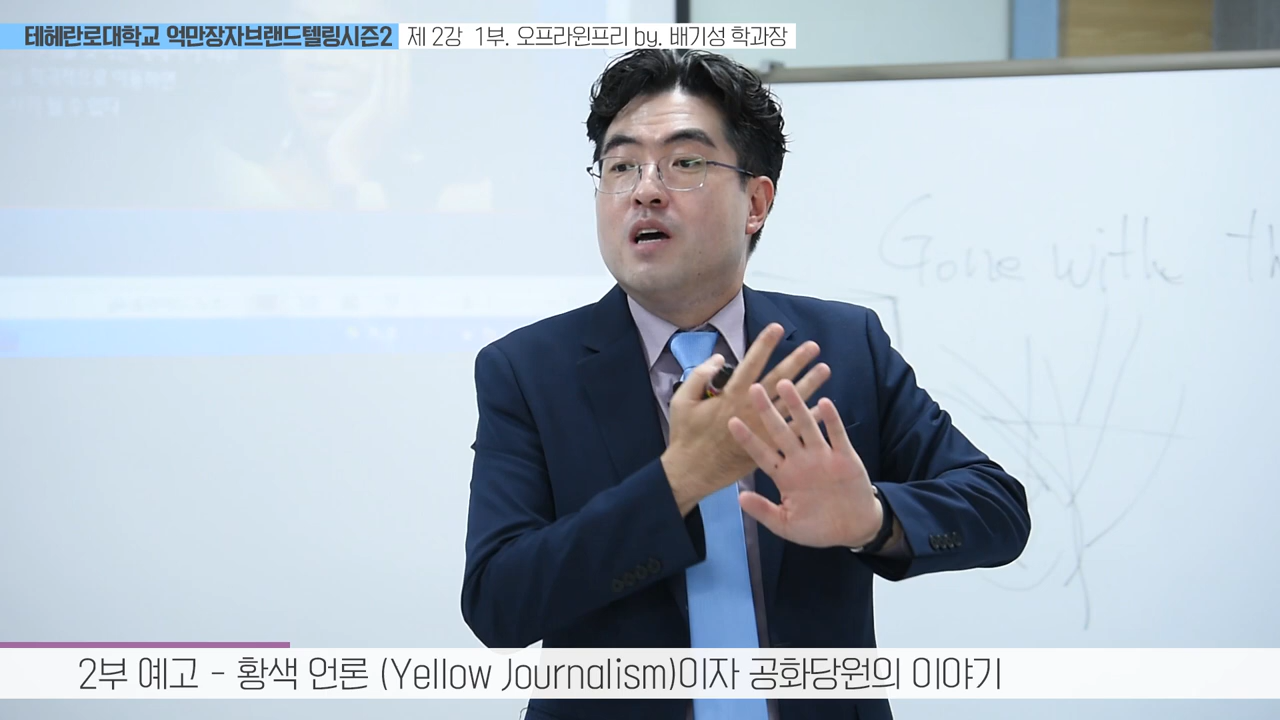 테헤란로대학교 억만장자브랜드텔링시즌2 제 2강 1부. 오프라윈프리 by. 배기성 학과장
Gone with th
2부 예고 - 황색 언론 (Yellow Journalism)이자 공화당원의 이야기